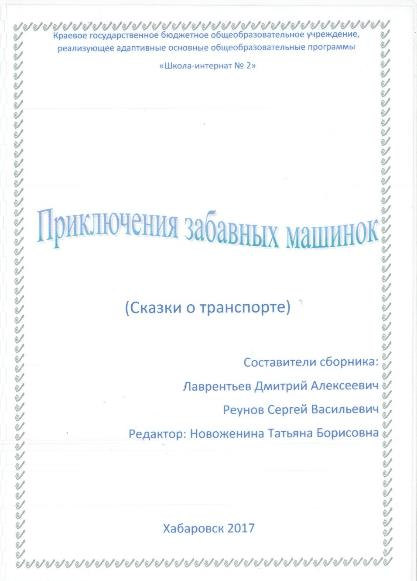 Краевое государственное бюджетное общеобразовательное учреждение,
реализующее адаптивные основные общеобразовательные программы
«Школа-интернат № 2»
Приключения забавных машинок
(Сказки о транспорте)
Составители сборника:
Лаврентьев Дмитрий Алексеевич
Реунов Сергей Васильевич
Редактор: Новоженина Татьяна Борисовна
Хабаровск 2017